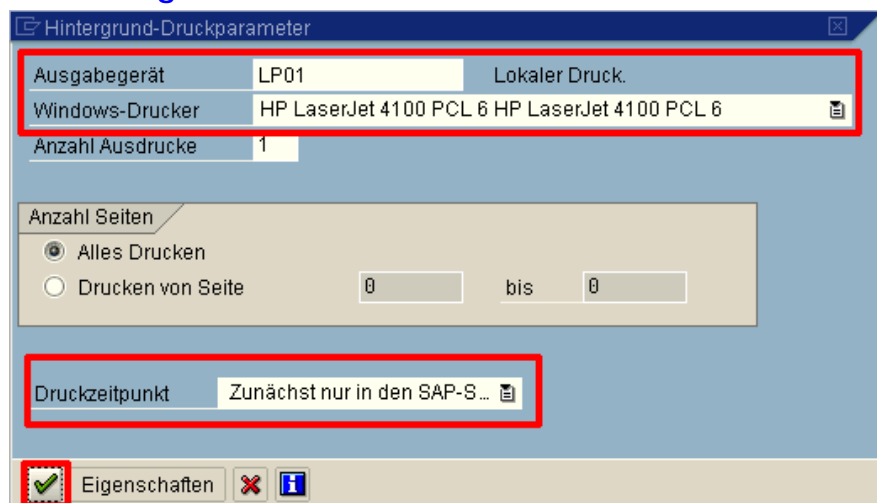 Hintergrund-Druckparameter
Ausgabegerät LP01 Lokaler Druck.
Windows-Drucker HP LaserJet 4100 PCL 6 HP LaserJet 4100 PCL 6
Anzahl Ausdrucke 1
Anzahl Seiten
Alles Drucken
Drucken von Seite 0 bis 0
Druckzeitpunkt Zunächst nur in den SAP-S...
Eigenschaften